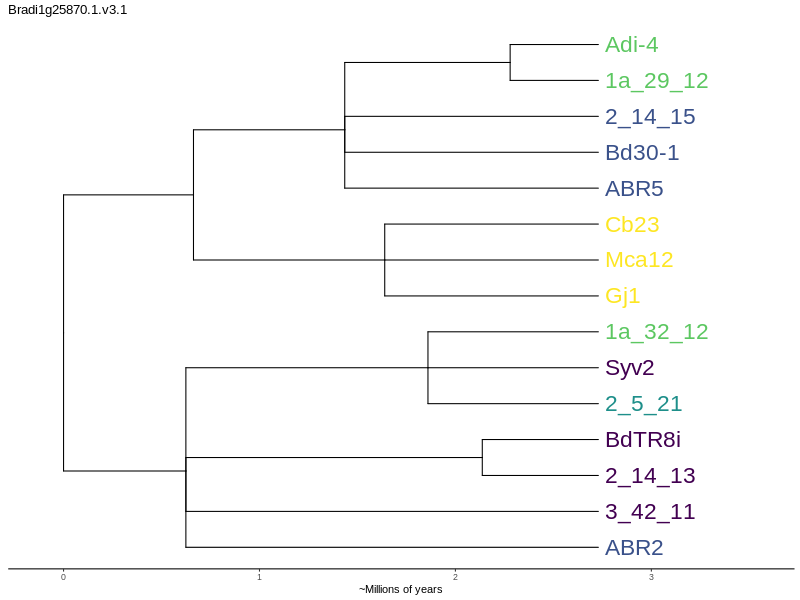 Bradi1g25870.1.v3.1
Adi-4
1a_29_12
2_14_15
Bd30-1
ABR5
Cb23
Mca12
Gj1
1a_32_12
Syv2
2_5_21
BdTR8i
2_14_13
3_42_11
ABR2
0 1 2 3
~Millions of years